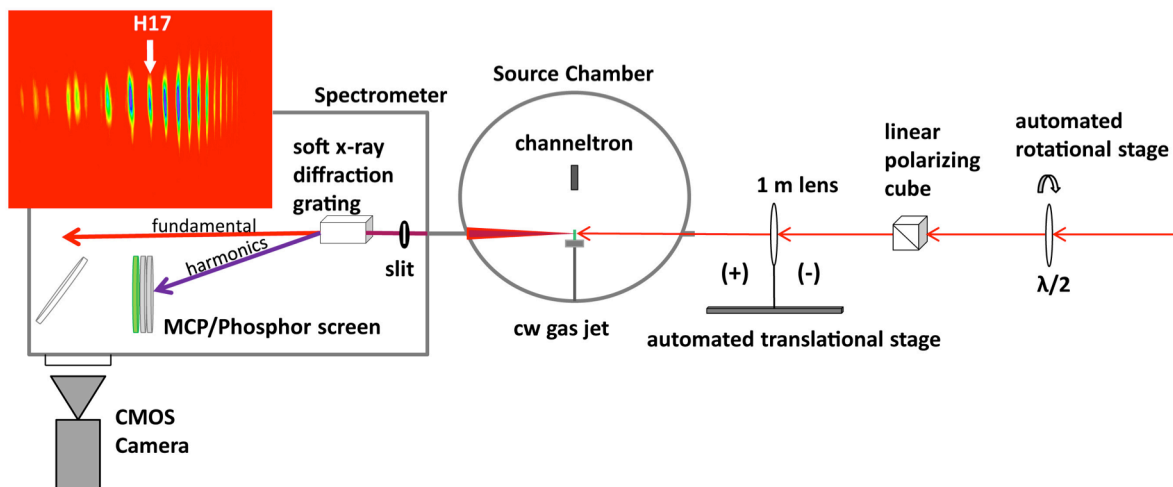 H17
Spectrometer
Source Chamber
soft x-ray
diffraction
grating
channeltron
1 m lens
linear
polarizing
cube
automated
rotational stage
fundamental
harmonics
slit
(+)
(-)
λ/2
MCP/Phosphor screen
cw gas jet
automated translational stage
CMOS
Camera